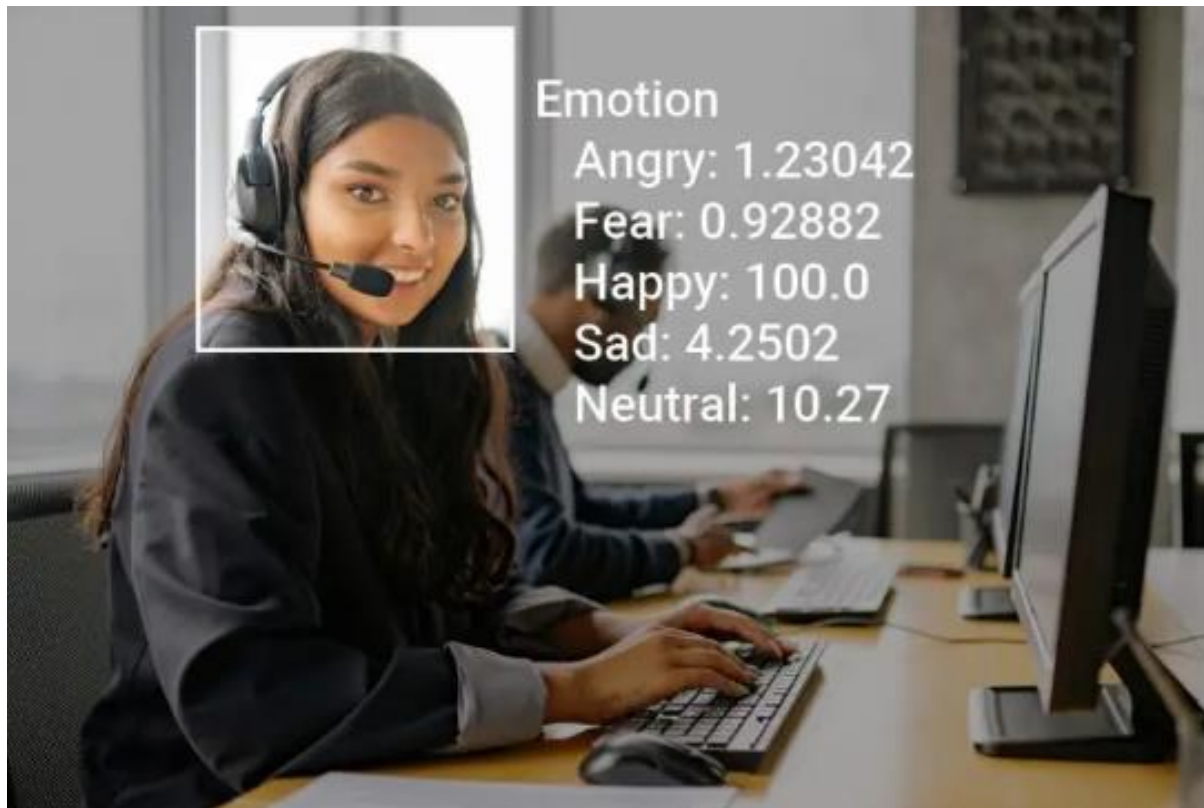 Emotion
Angry: 1.23042
Fear: 0.92882
Happy: 100.0
Sad: 4.2502
Neutral: 10.27